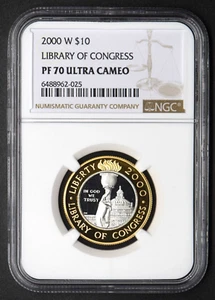 2000 W $10
LIBRARY OF CONGRESS
PF 70 ULTRA CAMEO
6488962-025
NUMISMATIC GUARANTY COMPANY
NGC
LIBERTY 2000
IN GOD
WE
TRUST
LIBRARY OF CONGRESS